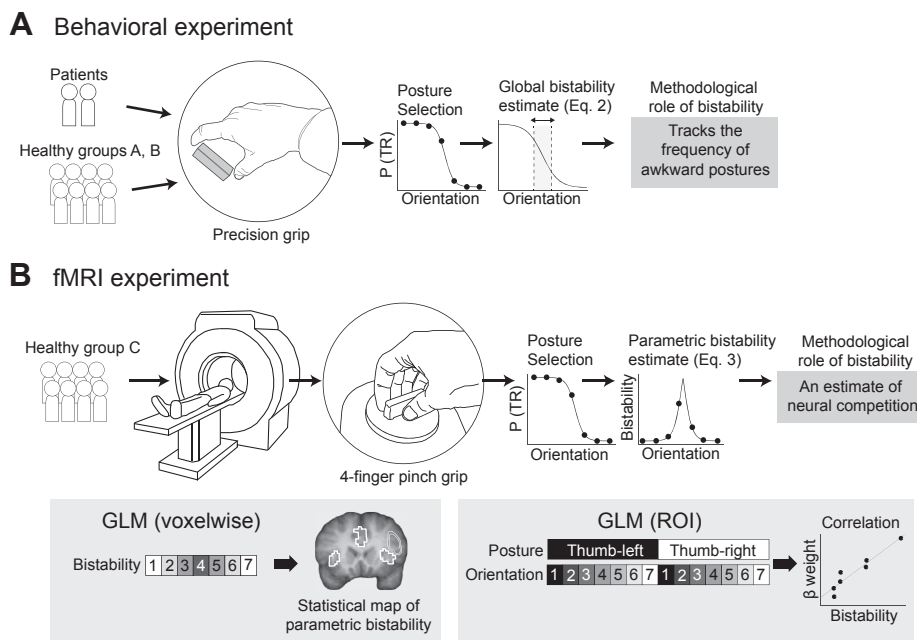 A Behavioral experiment
Patients
Healthy groups A, B
Precision grip
Posture
Selection
P (TR)
Orientation
Global bistability
estimate (Eq. 2)
Orientation
Methodological
role of bistability
Tracks the
frequency of
awkward postures
B fMRI experiment
Healthy group C
4-finger pinch grip
Posture
Selection
P (TR)
Orientation
Parametric bistability
estimate (Eq. 3)
Bistability
Orientation
Methodological
role of bistability
An estimate of
neural competition
GLM (voxelwise)
Bistability 1 2 3 4 5 6 7
Statistical map of
parametric bistability
GLM (ROI)
Posture Thumb-left Thumb-right
Orientation 1 2 3 4 5 6 7 1 2 3 4 5 6 7
Correlation
β weight
Bistability